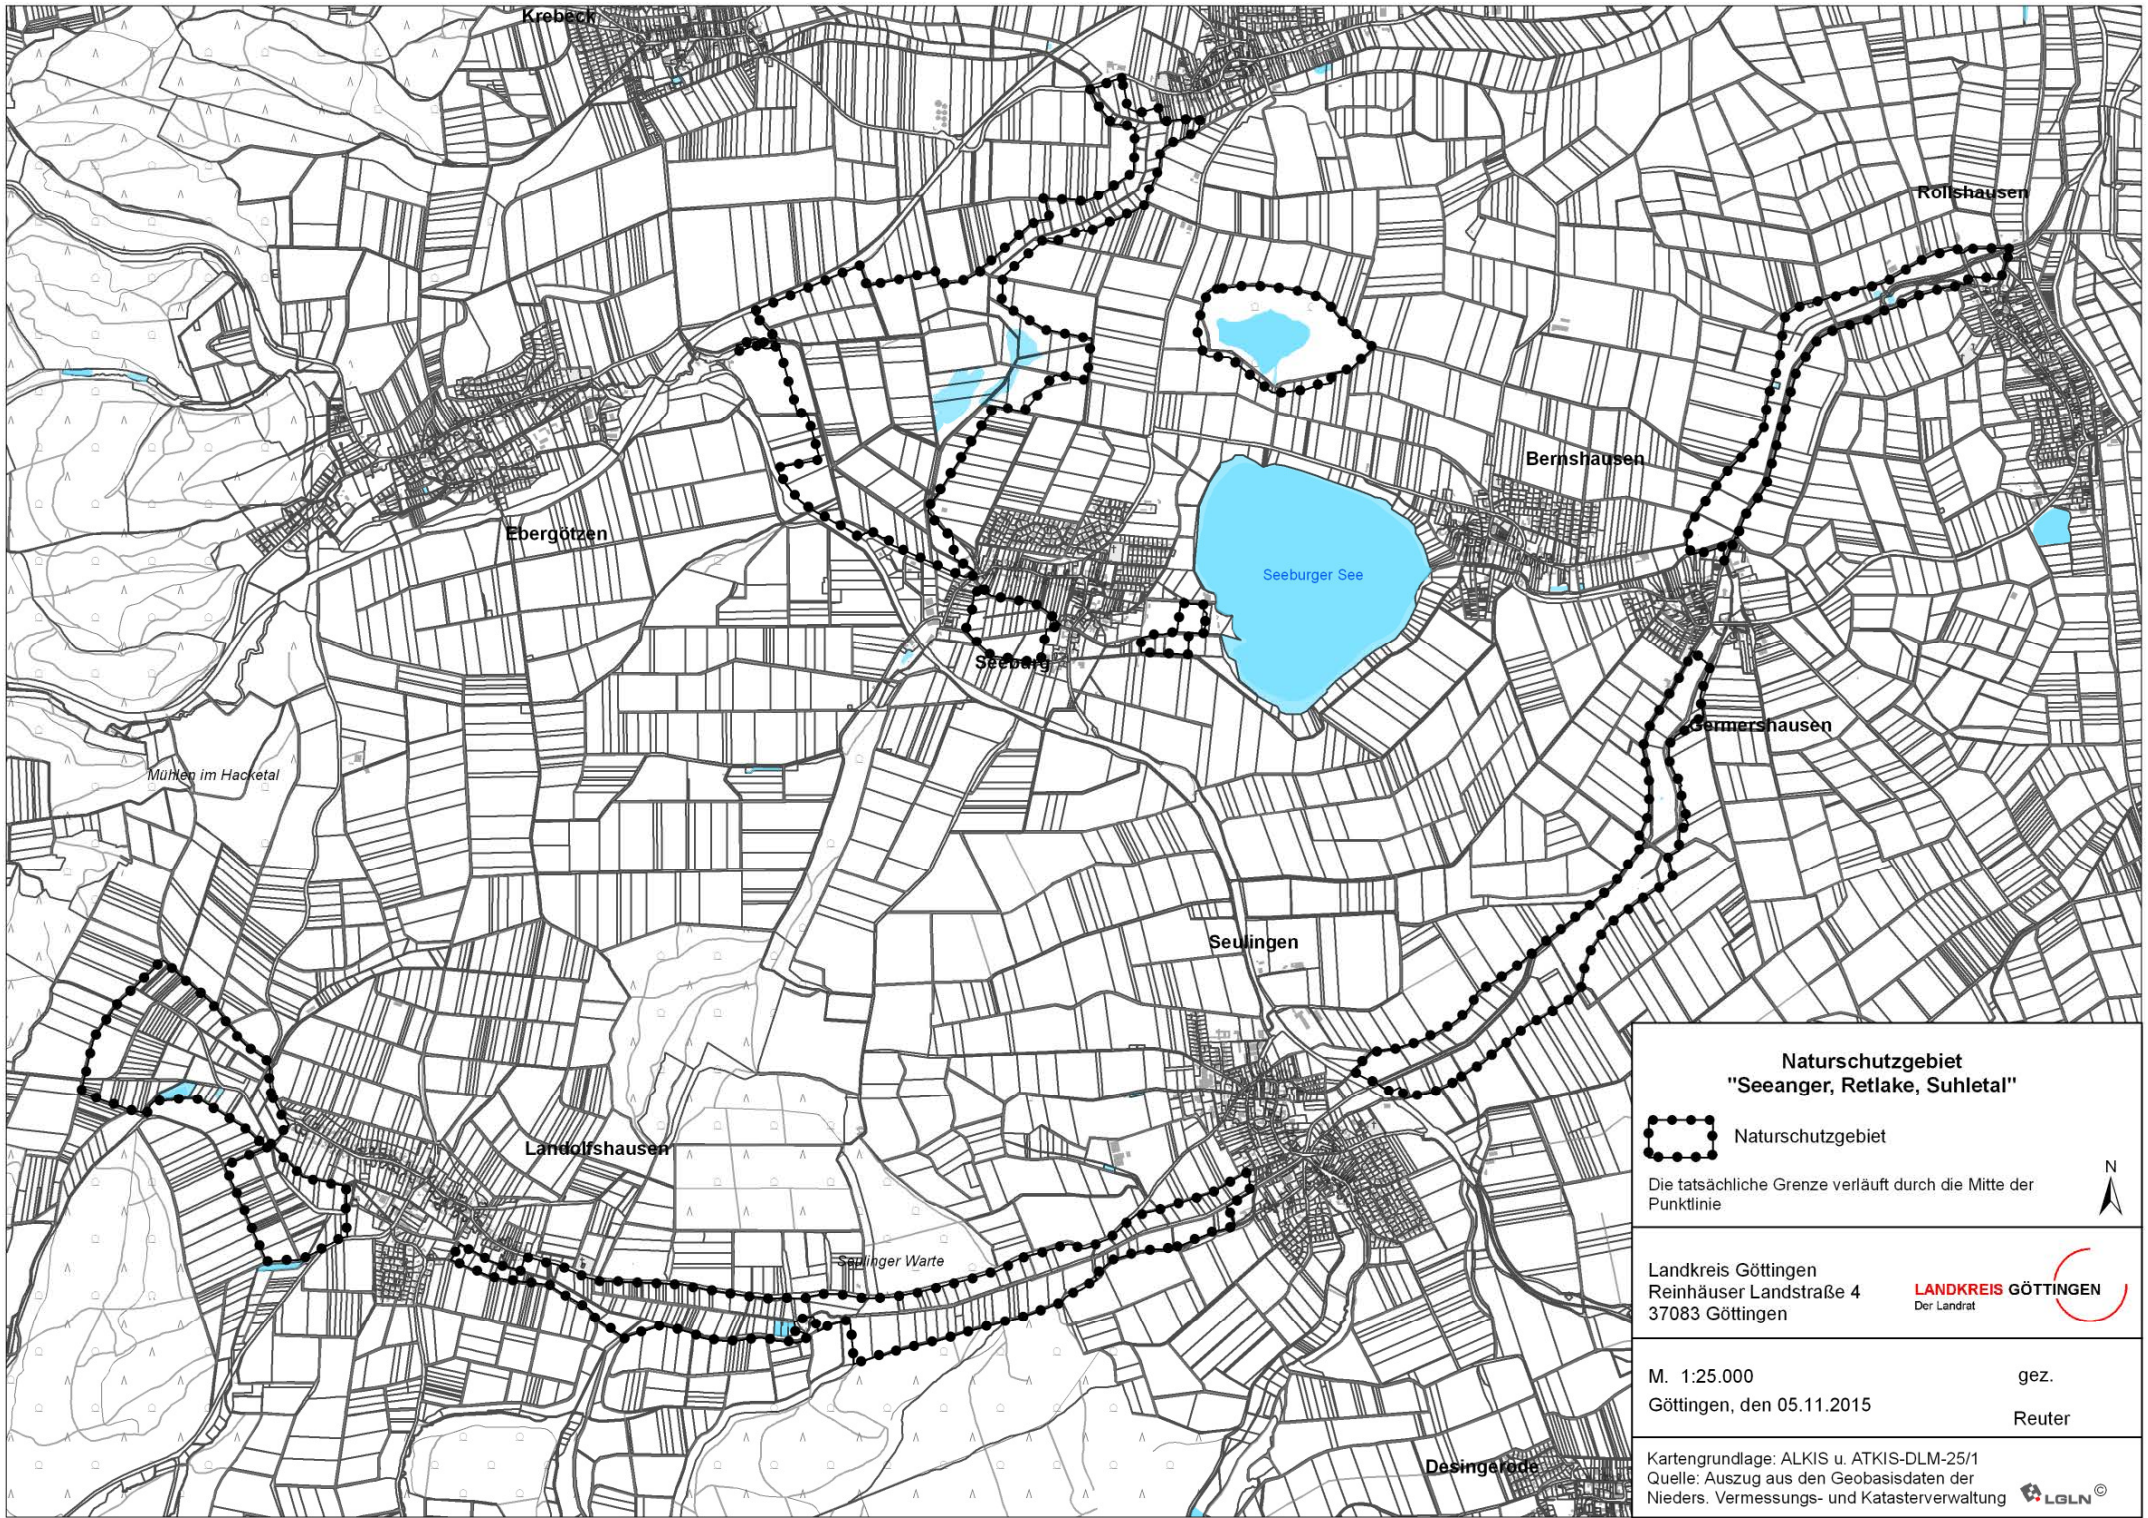 Krebeck
Rollshausen
Bernshausen
Ebergötzen
Seeburger See
Seeburg
Germershausen
Mühlen im Hacketal
Seulingen
Landolfshausen
Seulinger Warte
Desingerode
Naturschutzgebiet
"Seeanger, Retlake, Suhletal"
Naturschutzgebiet
Die tatsächliche Grenze verläuft durch die Mitte der
Punktlinie
N
Landkreis Göttingen
Reinhäuser Landstraße 4
37083 Göttingen
LANDKREIS GÖTTINGEN
Der Landrat
M. 1:25.000
gez.
Göttingen, den 05.11.2015
Reuter
Kartengrundlage: ALKIS u. ATKIS-DLM-25/1
Quelle: Auszug aus den Geobasisdaten der
Nieders. Vermessungs- und Katasterverwaltung
LGLN ©